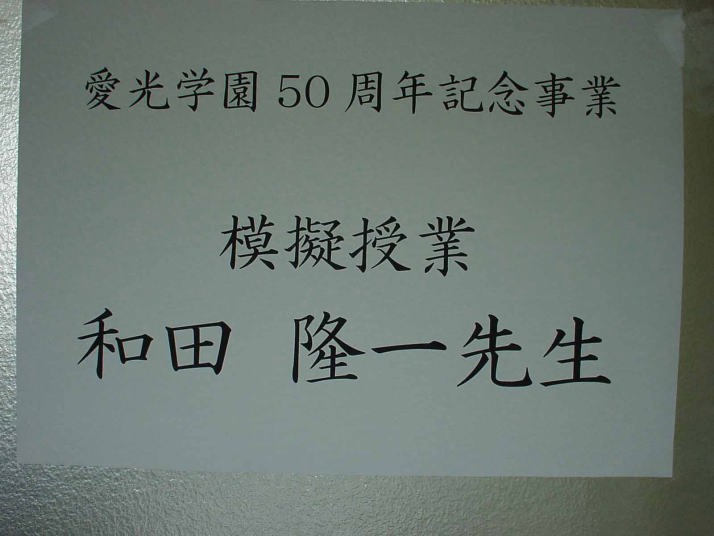 愛光学園 50 周年記念事業
模擬授業
和田 隆一先生